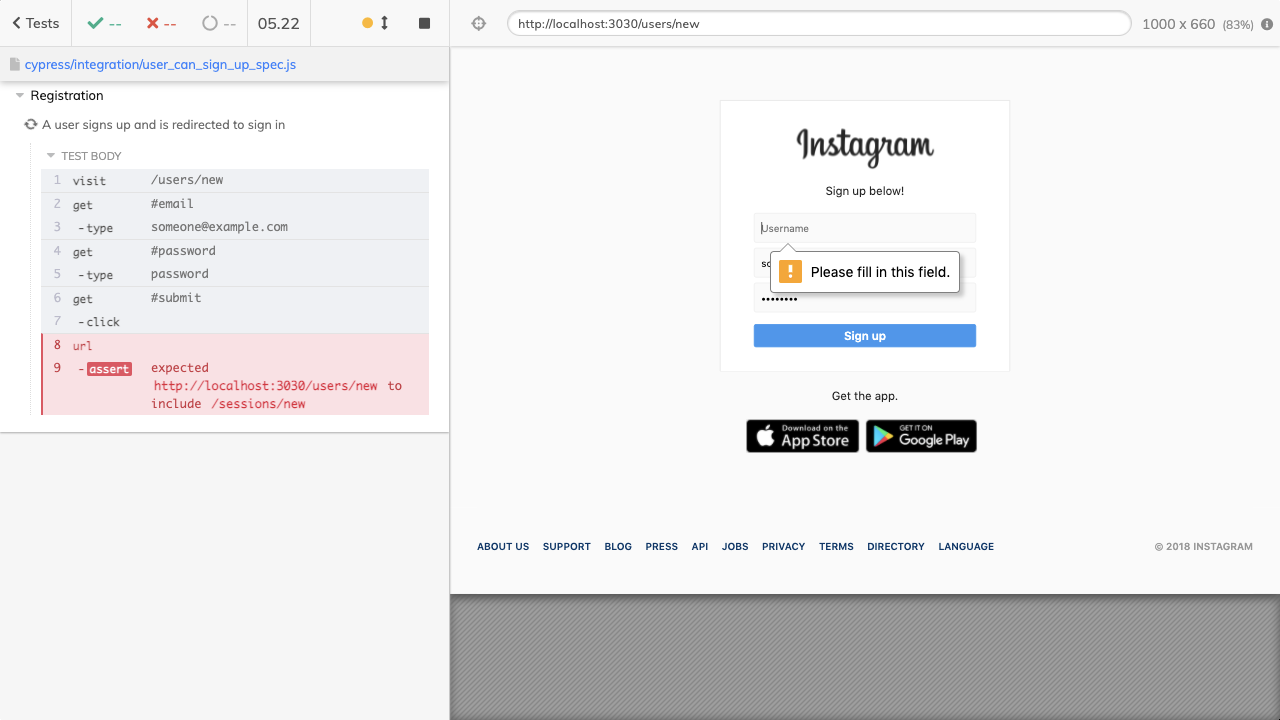 Tests
--
--
--
05.22
http://localhost:3030/users/new
1000 x 660 (83%)
cypress/integration/user_can_sign_up_spec.js
Registration
A user signs up and is redirected to sign in
TEST BODY
1 visit /users/new
2 get #email
3 - type someone@example.com
4 get #password
5 - type password
6 get #submit
7 - click
8 url
9 - assert expected
http://localhost:3030/users/new to
include /sessions/new
Instagram
Sign up below!
Username
Please fill in this field.
Sign up
Get the app.
Download on the
App Store
GET IT ON
Google Play
ABOUT US SUPPORT BLOG PRESS API JOBS PRIVACY TERMS DIRECTORY LANGUAGE
© 2018 INSTAGRAM